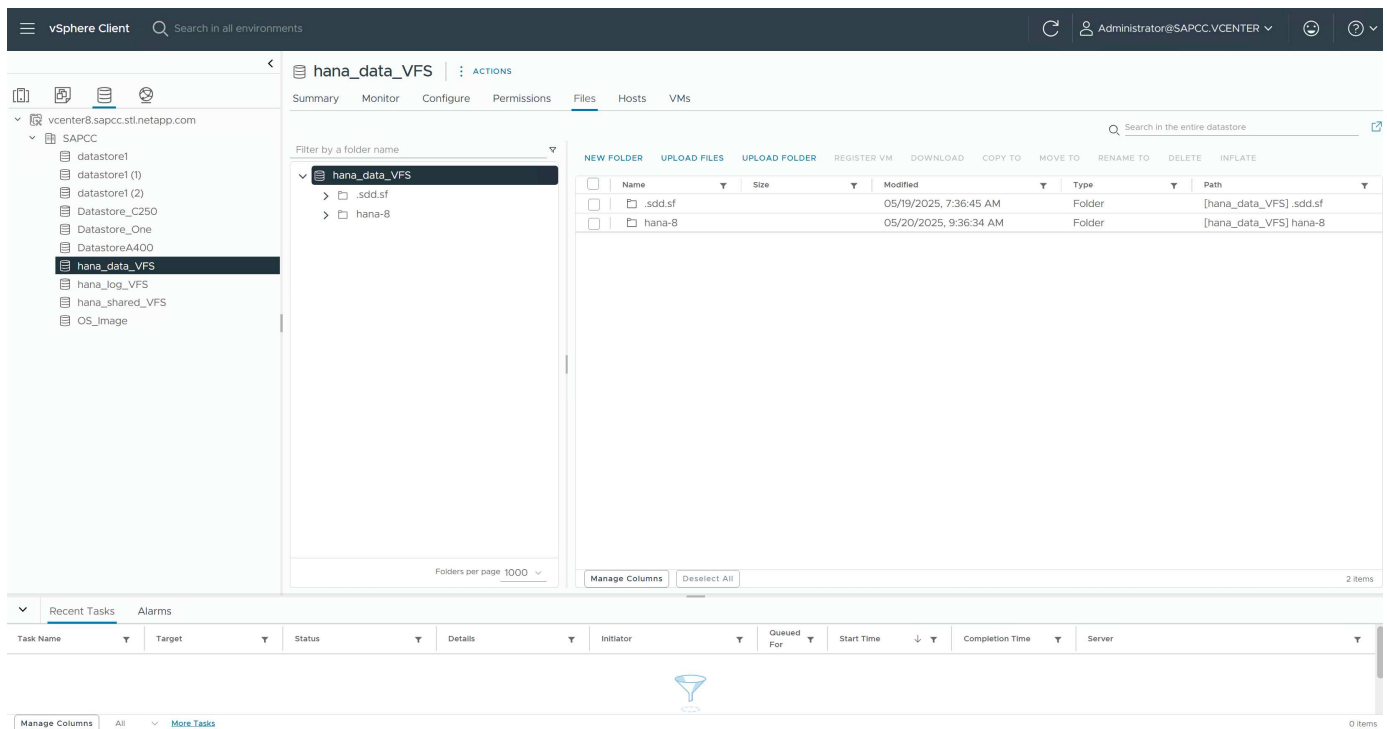 vSphere Client Search in all environments Administrator@SAPCC.VCENTER
hana_data_VFS ACTIONS
Summary Monitor Configure Permissions Files Hosts VMs
vcenter8.sapcc.stl.netapp.com
SAPCC
datastore1
datastore1 (1)
datastore1 (2)
Datastore_C250
Datastore_One
DatastoreA400
hana_data_VFS
hana_log_VFS
hana_shared_VFS
OS_Image
Filter by a folder name
hana_data_VFS
.sdd.sf
hana-8
Folders per page 1000
Search in the entire datastore
NEW FOLDER UPLOAD FILES UPLOAD FOLDER REGISTER VM DOWNLOAD COPY TO MOVE TO RENAME TO DELETE INFLATE
Name Size Modified Type Path
.sdd.sf 05/19/2025, 7:36:45 AM Folder [hana_data_VFS] .sdd.sf
hana-8 05/20/2025, 9:36:34 AM Folder [hana_data_VFS] hana-8
Manage Columns Deselect All 2 items
Recent Tasks Alarms
Task Name Target Status Details Initiator Queued For Start Time Completion Time Server
Manage Columns All More Tasks 0 items